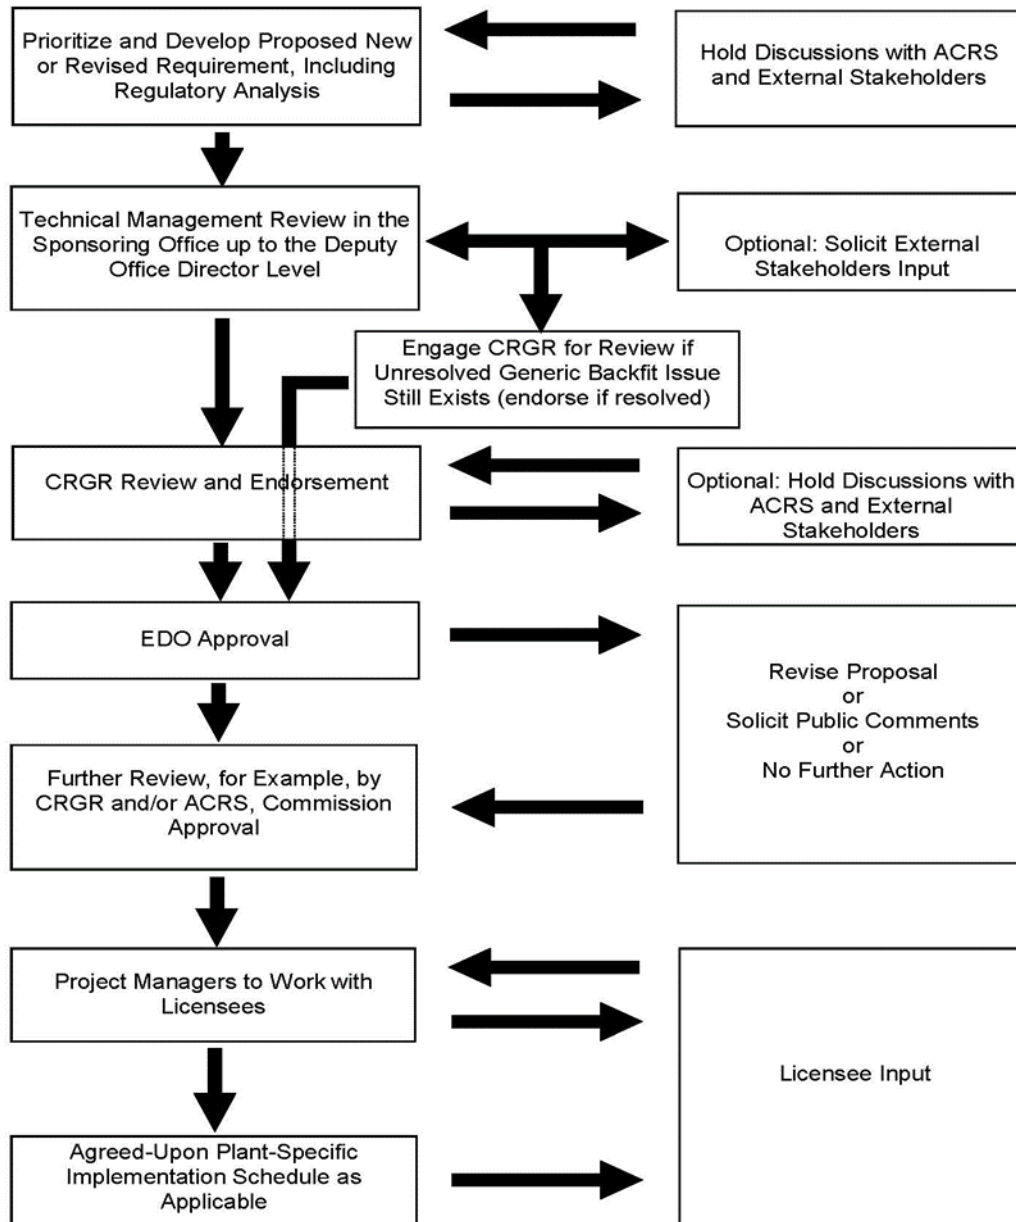 Prioritize and Develop Proposed New
or Revised Requirement, Including
Regulatory Analysis
Hold Discussions with ACRS
and External Stakeholders
Technical Management Review in the
Sponsoring Office up to the Deputy
Office Director Level
Optional: Solicit External
Stakeholders Input
Engage CRGR for Review if
Unresolved Generic Backfit Issue
Still Exists (endorse if resolved)
CRGR Review and Endorsement
Optional: Hold Discussions with
ACRS and External
Stakeholders
EDO Approval
Revise Proposal
or
Solicit Public Comments
or
No Further Action
Further Review, for Example, by
CRGR and/or ACRS, Commission
Approval
Project Managers to Work with
Licensees
Licensee Input
Agreed-Upon Plant-Specific
Implementation Schedule as
Applicable